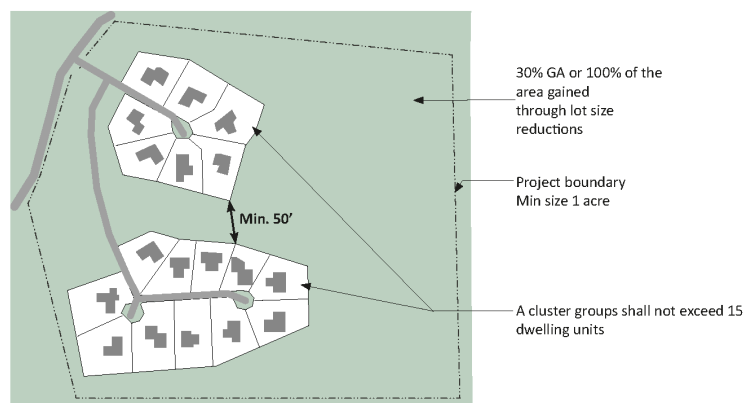 30% GA or 100% of the
area gained
through lot size
reductions
Project boundary
Min size 1 acre
Min. 50'
A cluster groups shall not exceed 15
dwelling units